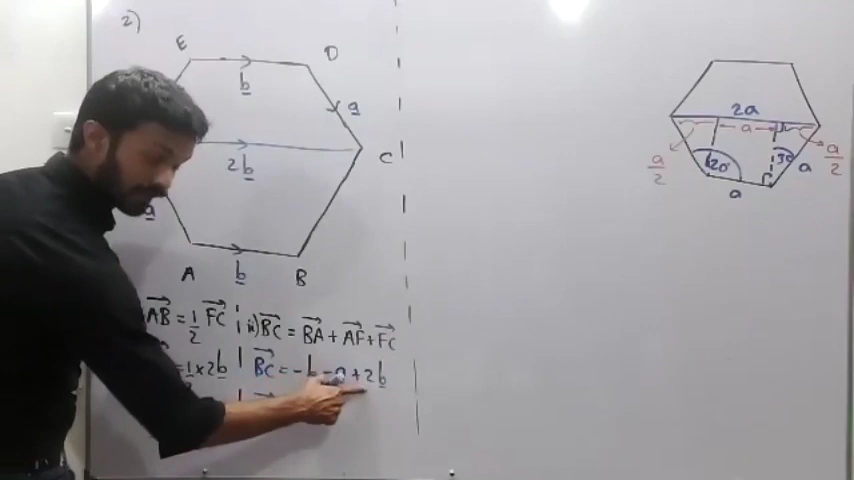 2)
E
D
b
a
2b
C
a
A
b
B
AB = 1/2 FC
ii) BC = BA + AF + FC
= 1/2 × 2b
BC = -b - a + 2b
2a
a
a/2
120°
30
a
a/2
a